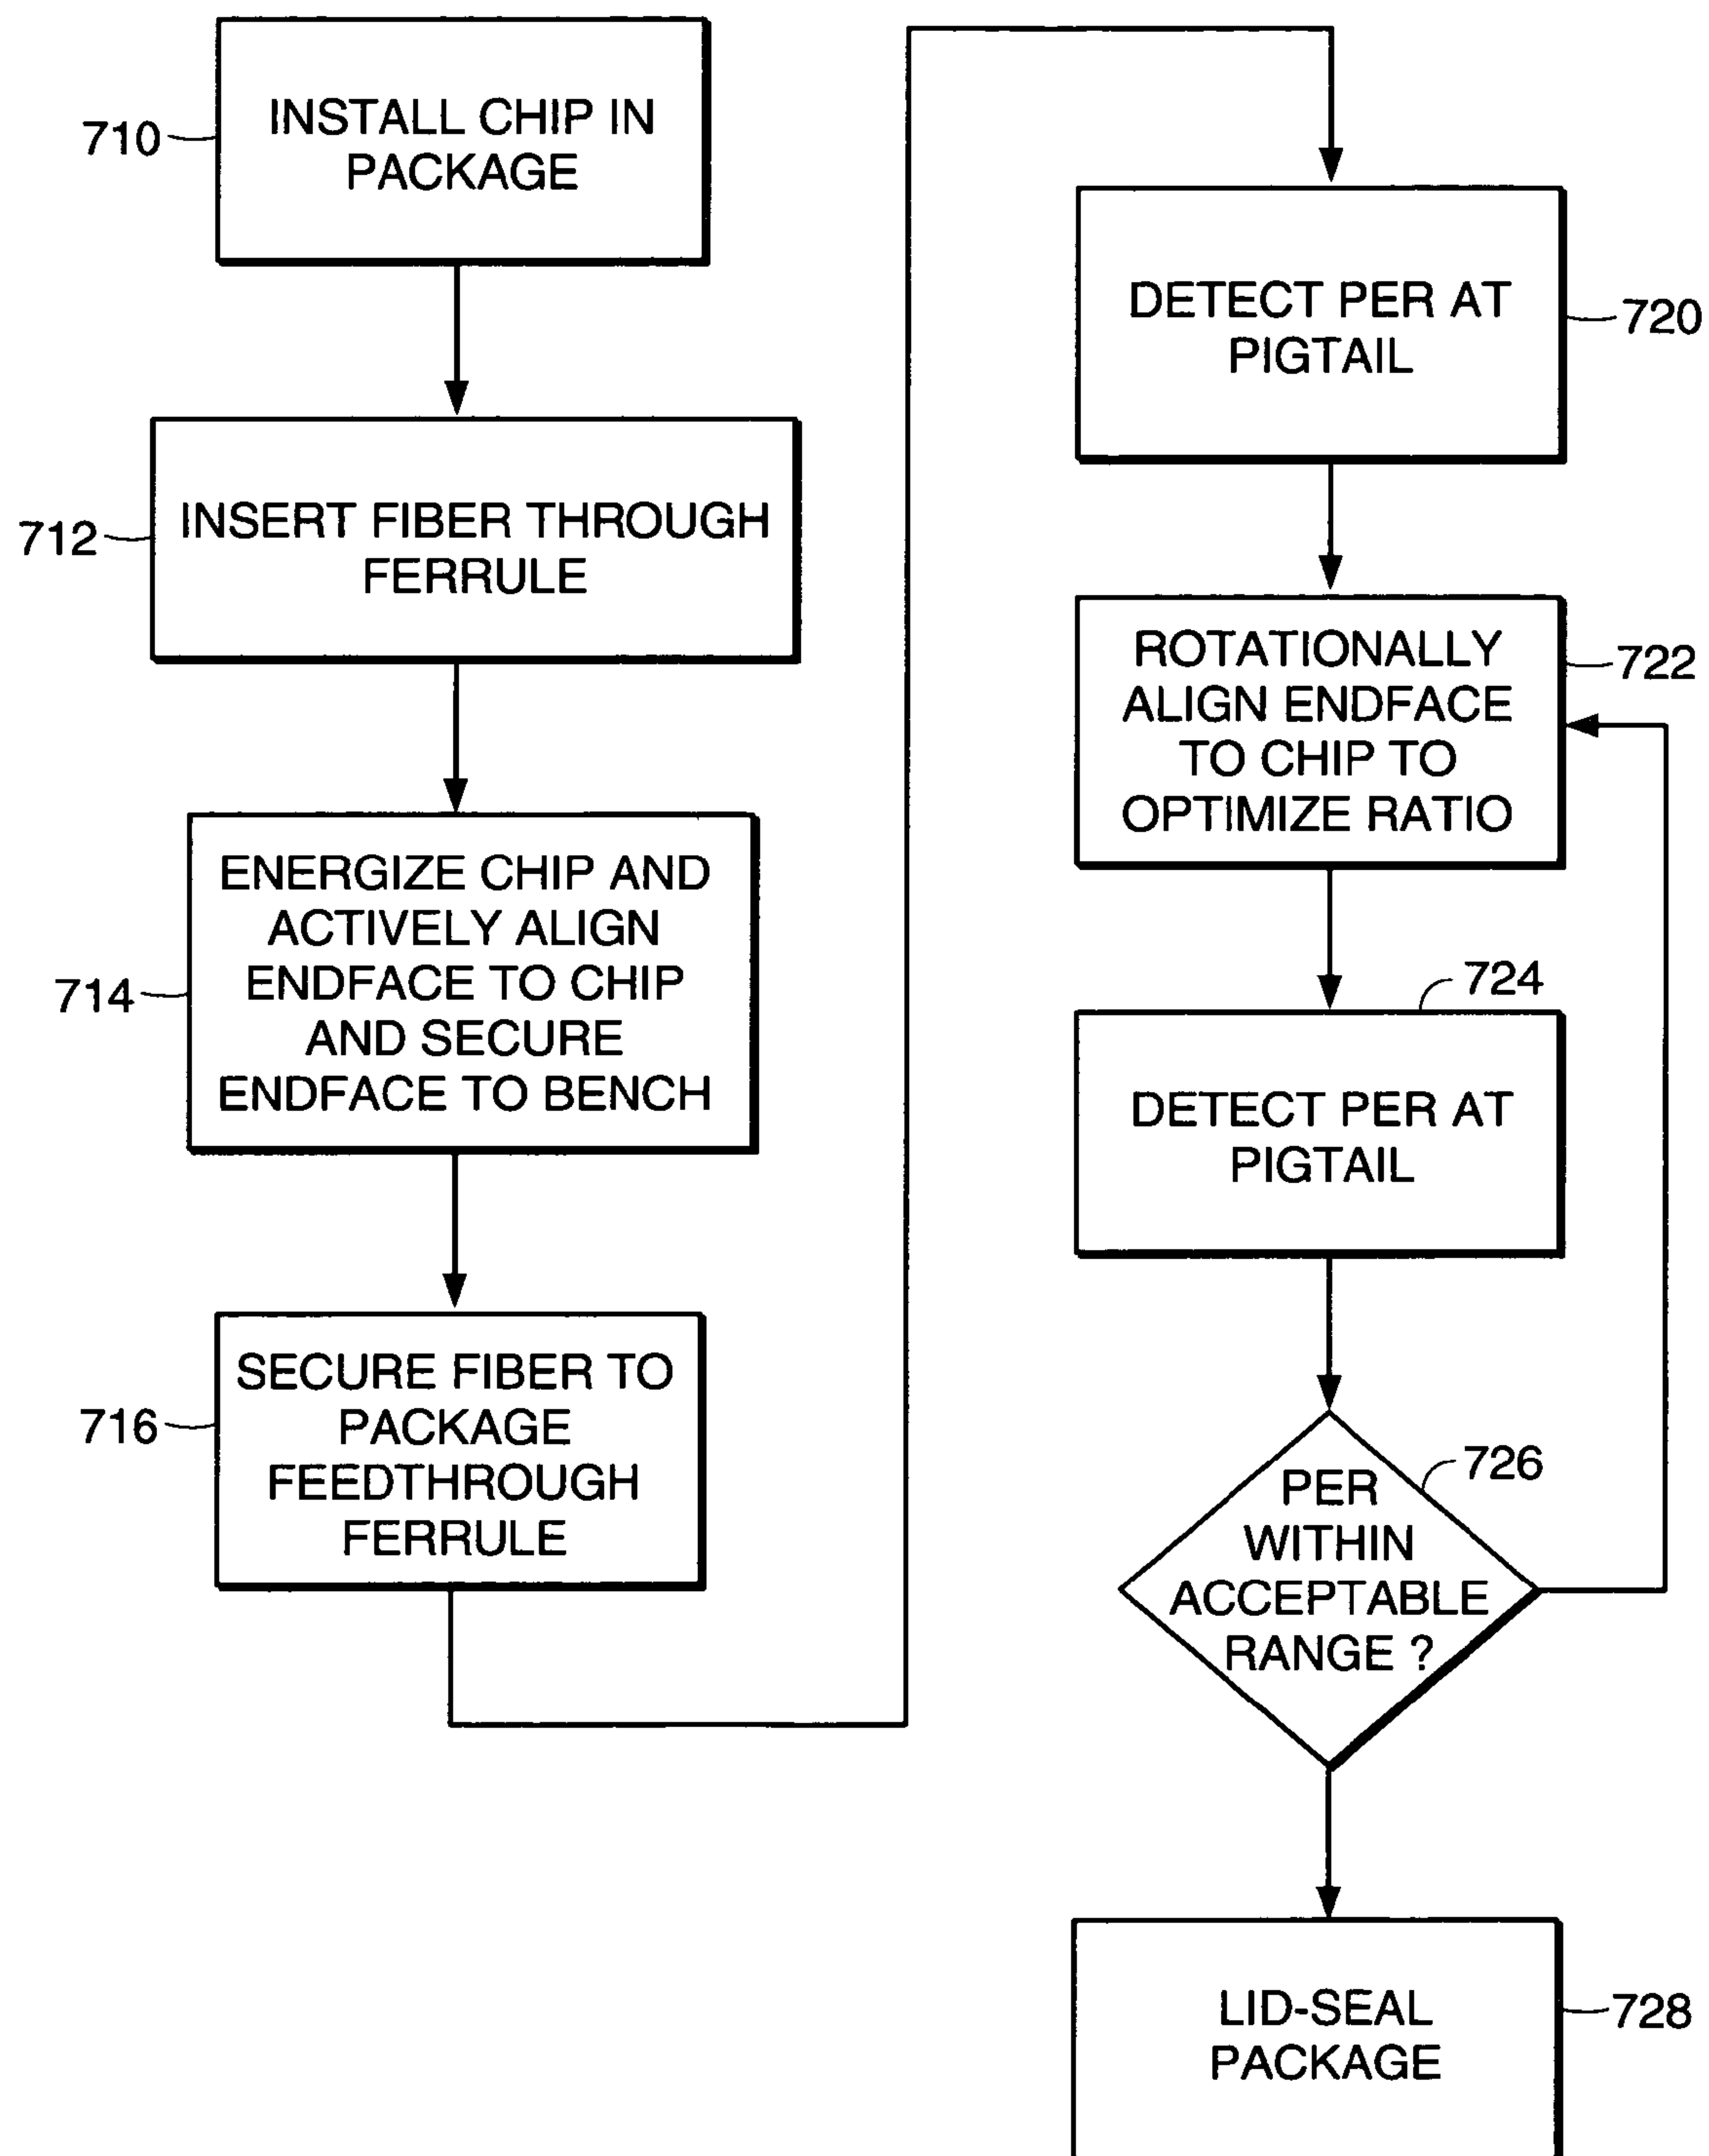 710
INSTALL CHIP IN
PACKAGE
712
INSERT FIBER THROUGH
FERRULE
714
ENERGIZE CHIP AND
ACTIVELY ALIGN
ENDFACE TO CHIP
AND SECURE
ENDFACE TO BENCH
716
SECURE FIBER TO
PACKAGE
FEEDTHROUGH
FERRULE
DETECT PER AT
PIGTAIL
720
ROTATIONALLY
ALIGN ENDFACE
TO CHIP TO
OPTIMIZE RATIO
722
724
DETECT PER AT
PIGTAIL
726
PER
WITHIN
ACCEPTABLE
RANGE ?
LID-SEAL
PACKAGE
728